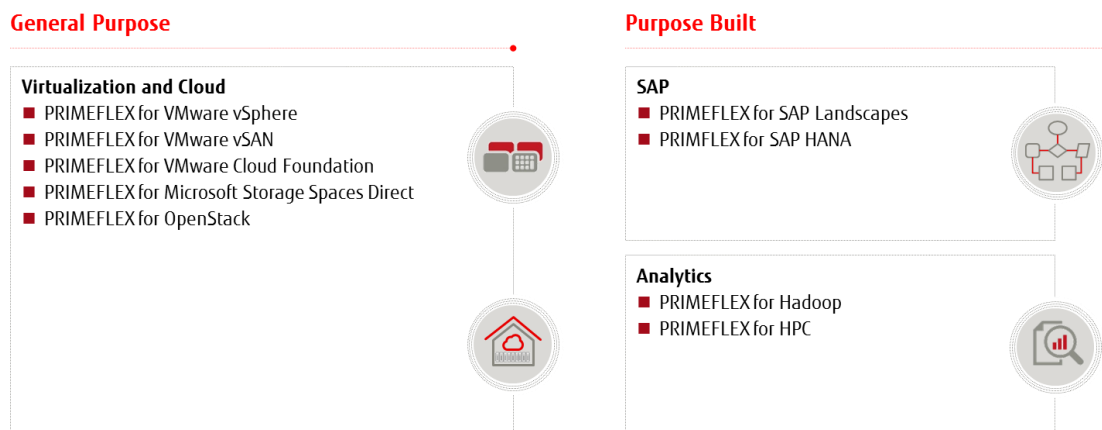 General Purpose
Virtualization and Cloud
PRIMEFLEX for VMware vSphere
PRIMEFLEX for VMware vSAN
PRIMEFLEX for VMware Cloud Foundation
PRIMEFLEX for Microsoft Storage Spaces Direct
PRIMEFLEX for OpenStack
Purpose Built
SAP
PRIMEFLEX for SAP Landscapes
PRIMFLEX for SAP HANA
Analytics
PRIMEFLEX for Hadoop
PRIMEFLEX for HPC